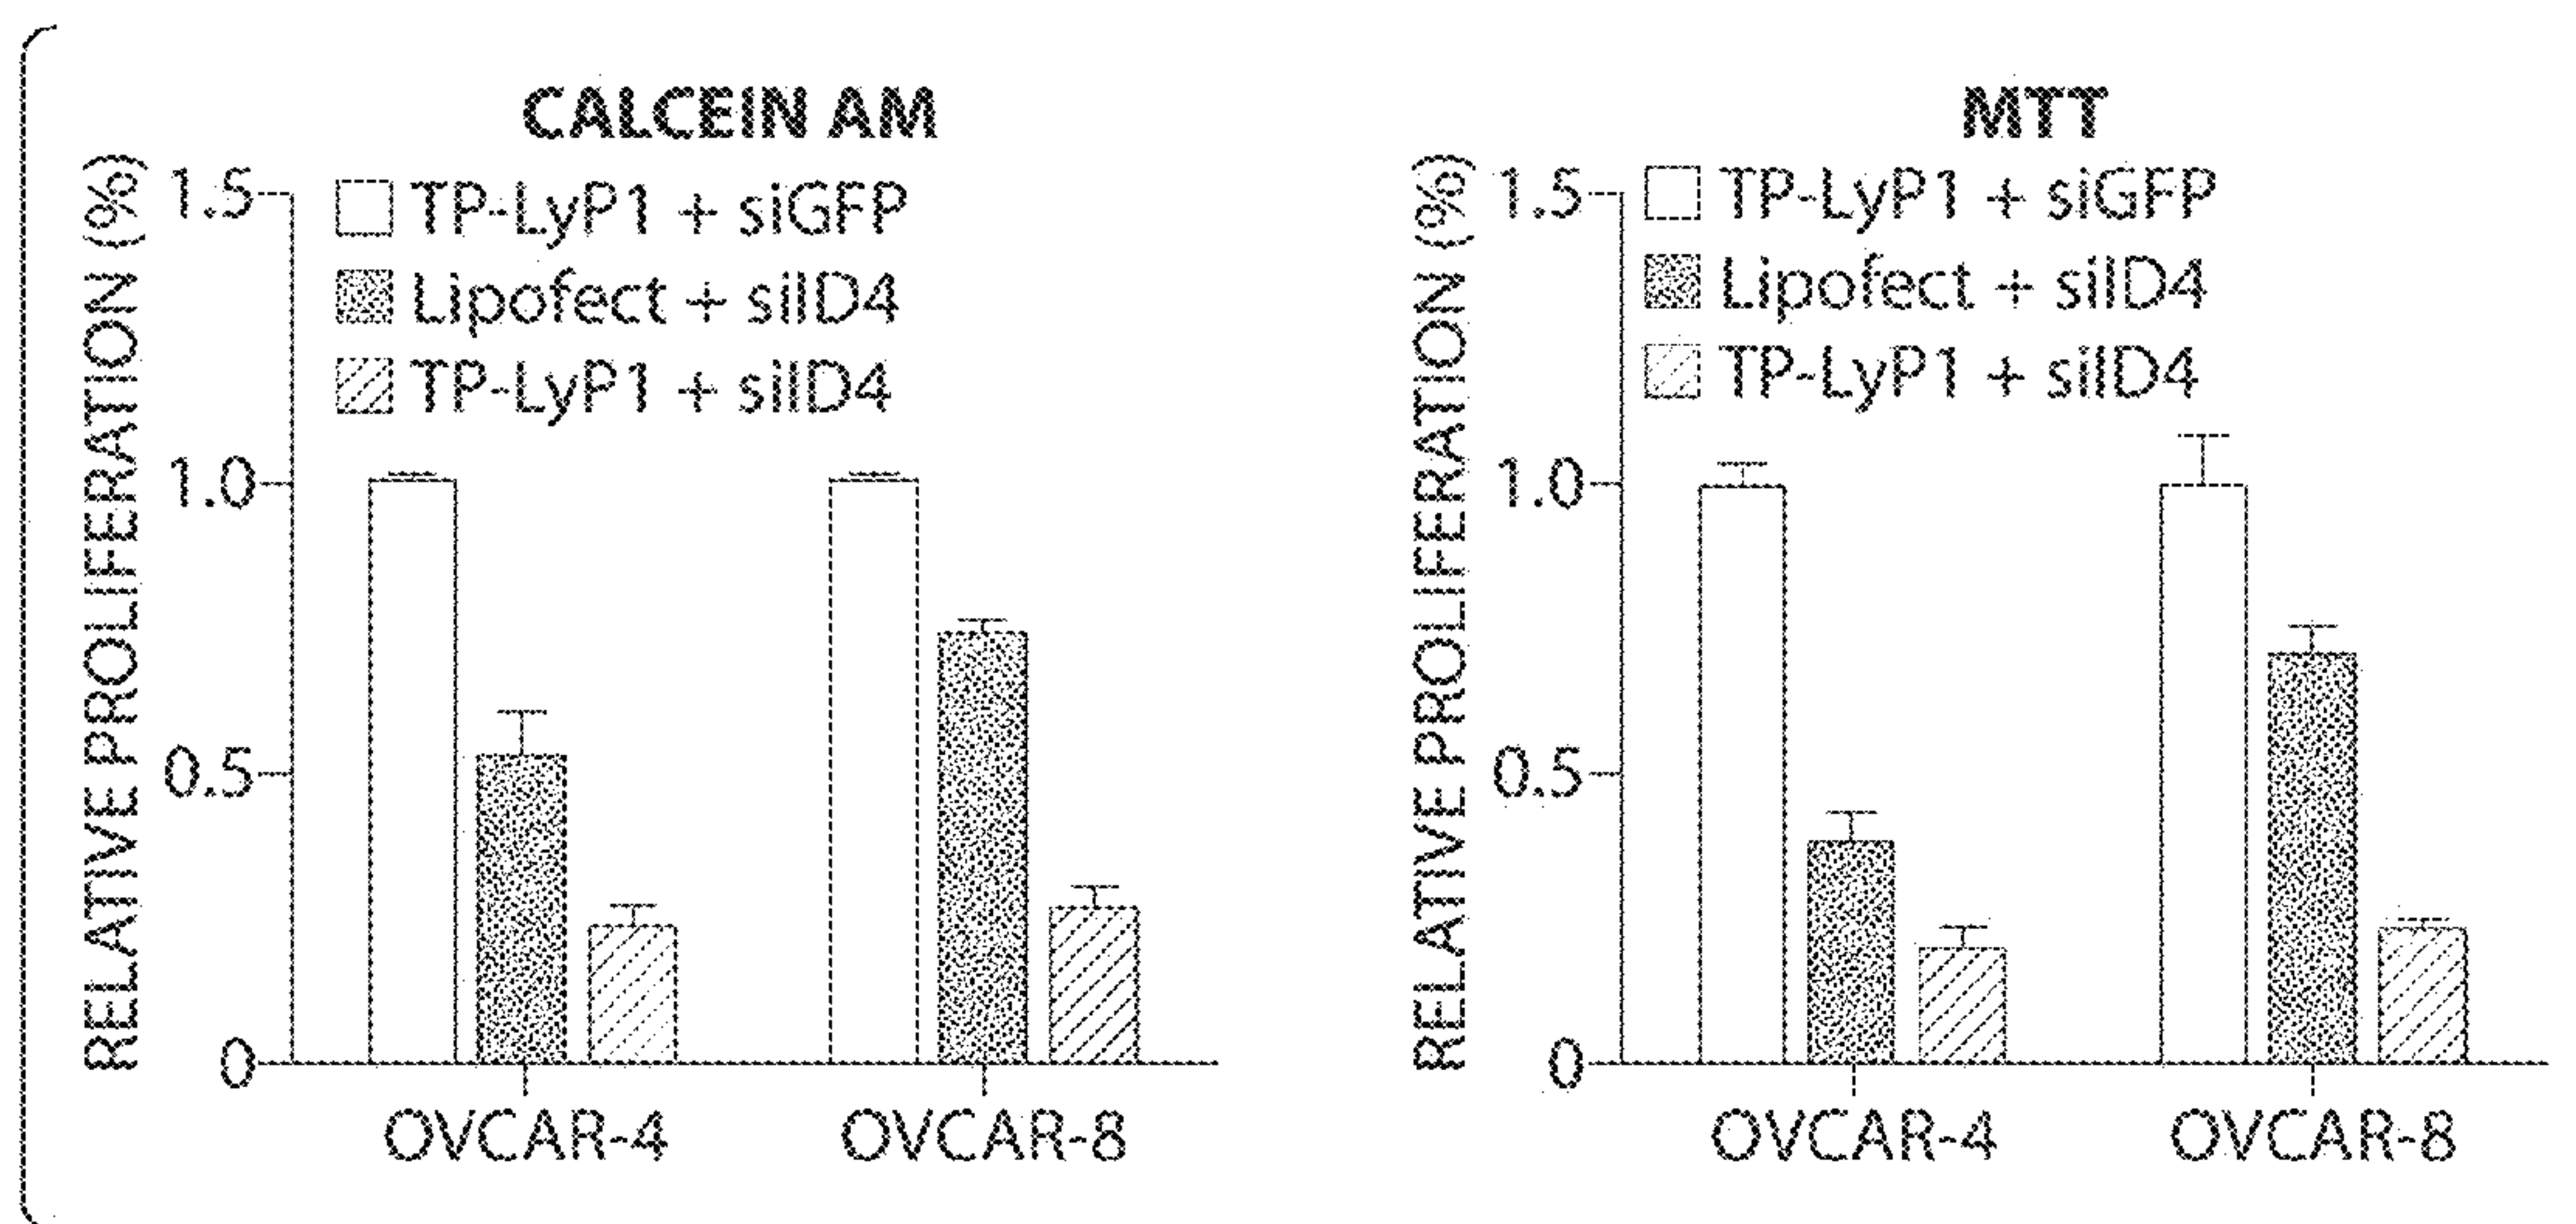 CALCEIN AM
RELATIVE PROLIFERATION (%)
1.5
1.0
0.5
0
TP-LyP1 + siGFP
Lipofect + siID4
TP-LyP1 + siID4
OVCAR-4
OVCAR-8
MTT
RELATIVE PROLIFERATION (%)
1.5
1.0
0.5
0
TP-LyP1 + siGFP
Lipofect + siID4
TP-LyP1 + siID4
OVCAR-4
OVCAR-8